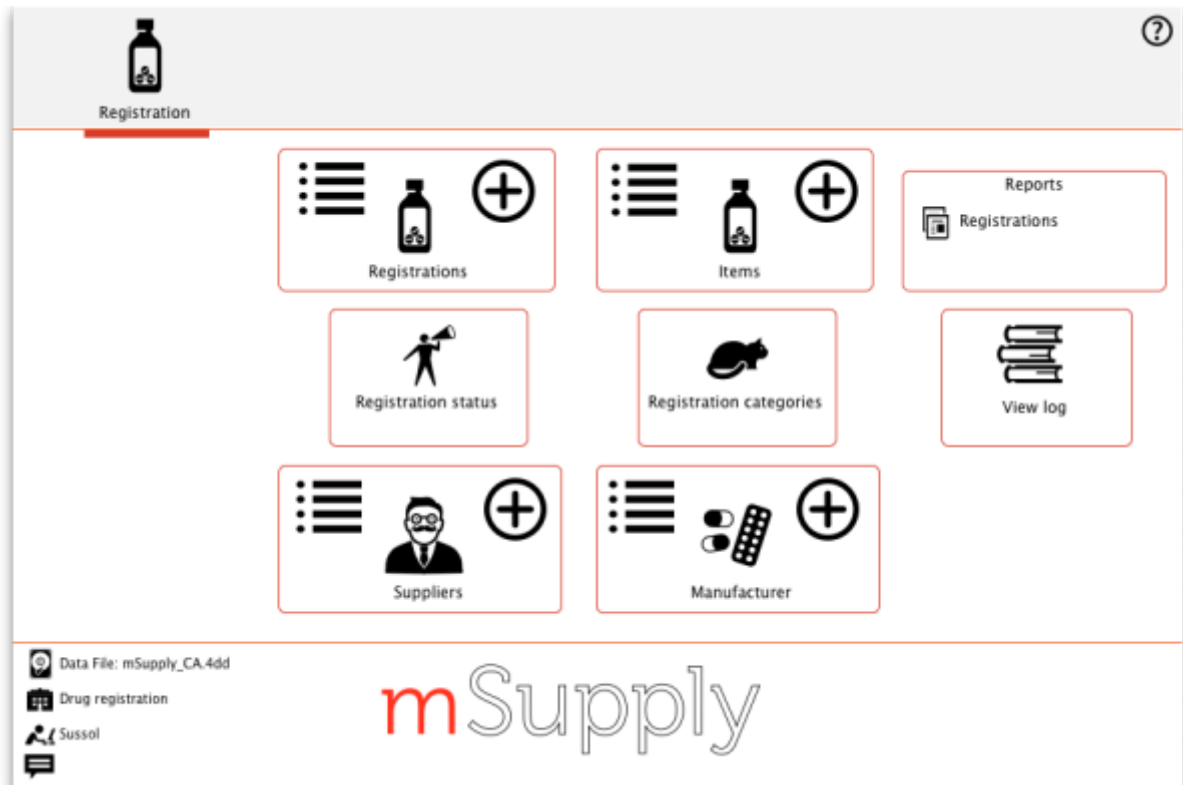 Registration
Registrations
Items
Reports
Registrations
Registration status
Registration categories
View log
Suppliers
Manufacturer
Data File: mSupply_CA.4dd
Drug registration
Sussol
mSupply